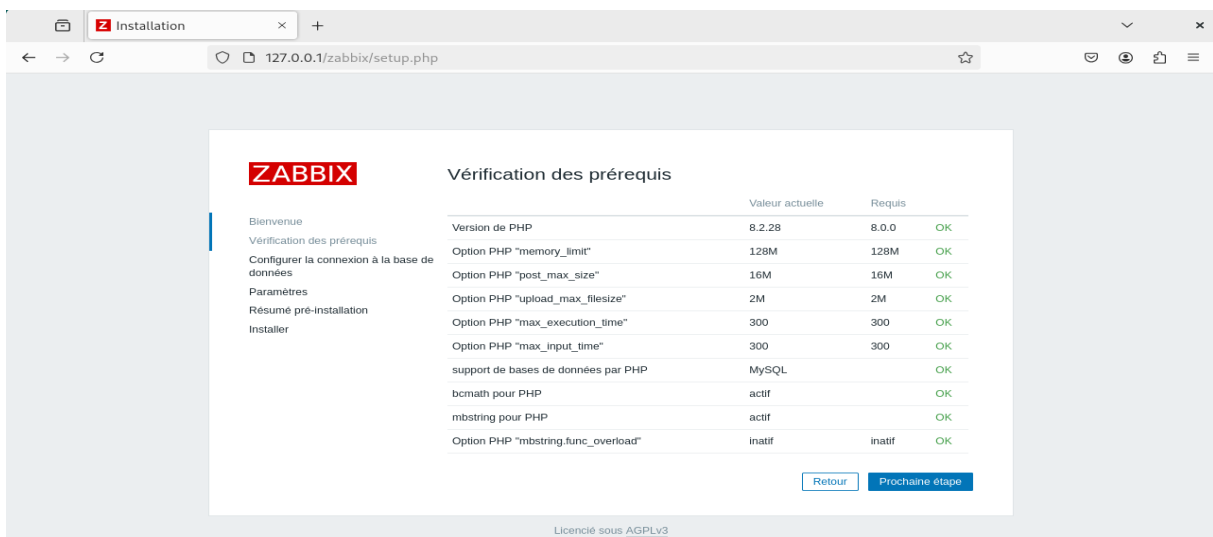 Z Installation
127.0.0.1/zabbix/setup.php
ZABBIX
Bienvenue
Vérification des prérequis
Configurer la connexion à la base de
données
Paramètres
Résumé pré-installation
Installer
Vérification des prérequis
Valeur actuelle Requis
Version de PHP 8.2.28 8.0.0 OK
Option PHP "memory_limit" 128M 128M OK
Option PHP "post_max_size" 16M 16M OK
Option PHP "upload_max_filesize" 2M 2M OK
Option PHP "max_execution_time" 300 300 OK
Option PHP "max_input_time" 300 300 OK
support de bases de données par PHP MySQL OK
bcmath pour PHP actif OK
mbstring pour PHP actif OK
Option PHP "mbstring.func_overload" inatif inatif OK
Retour Prochaine étape
Licencié sous AGPLv3